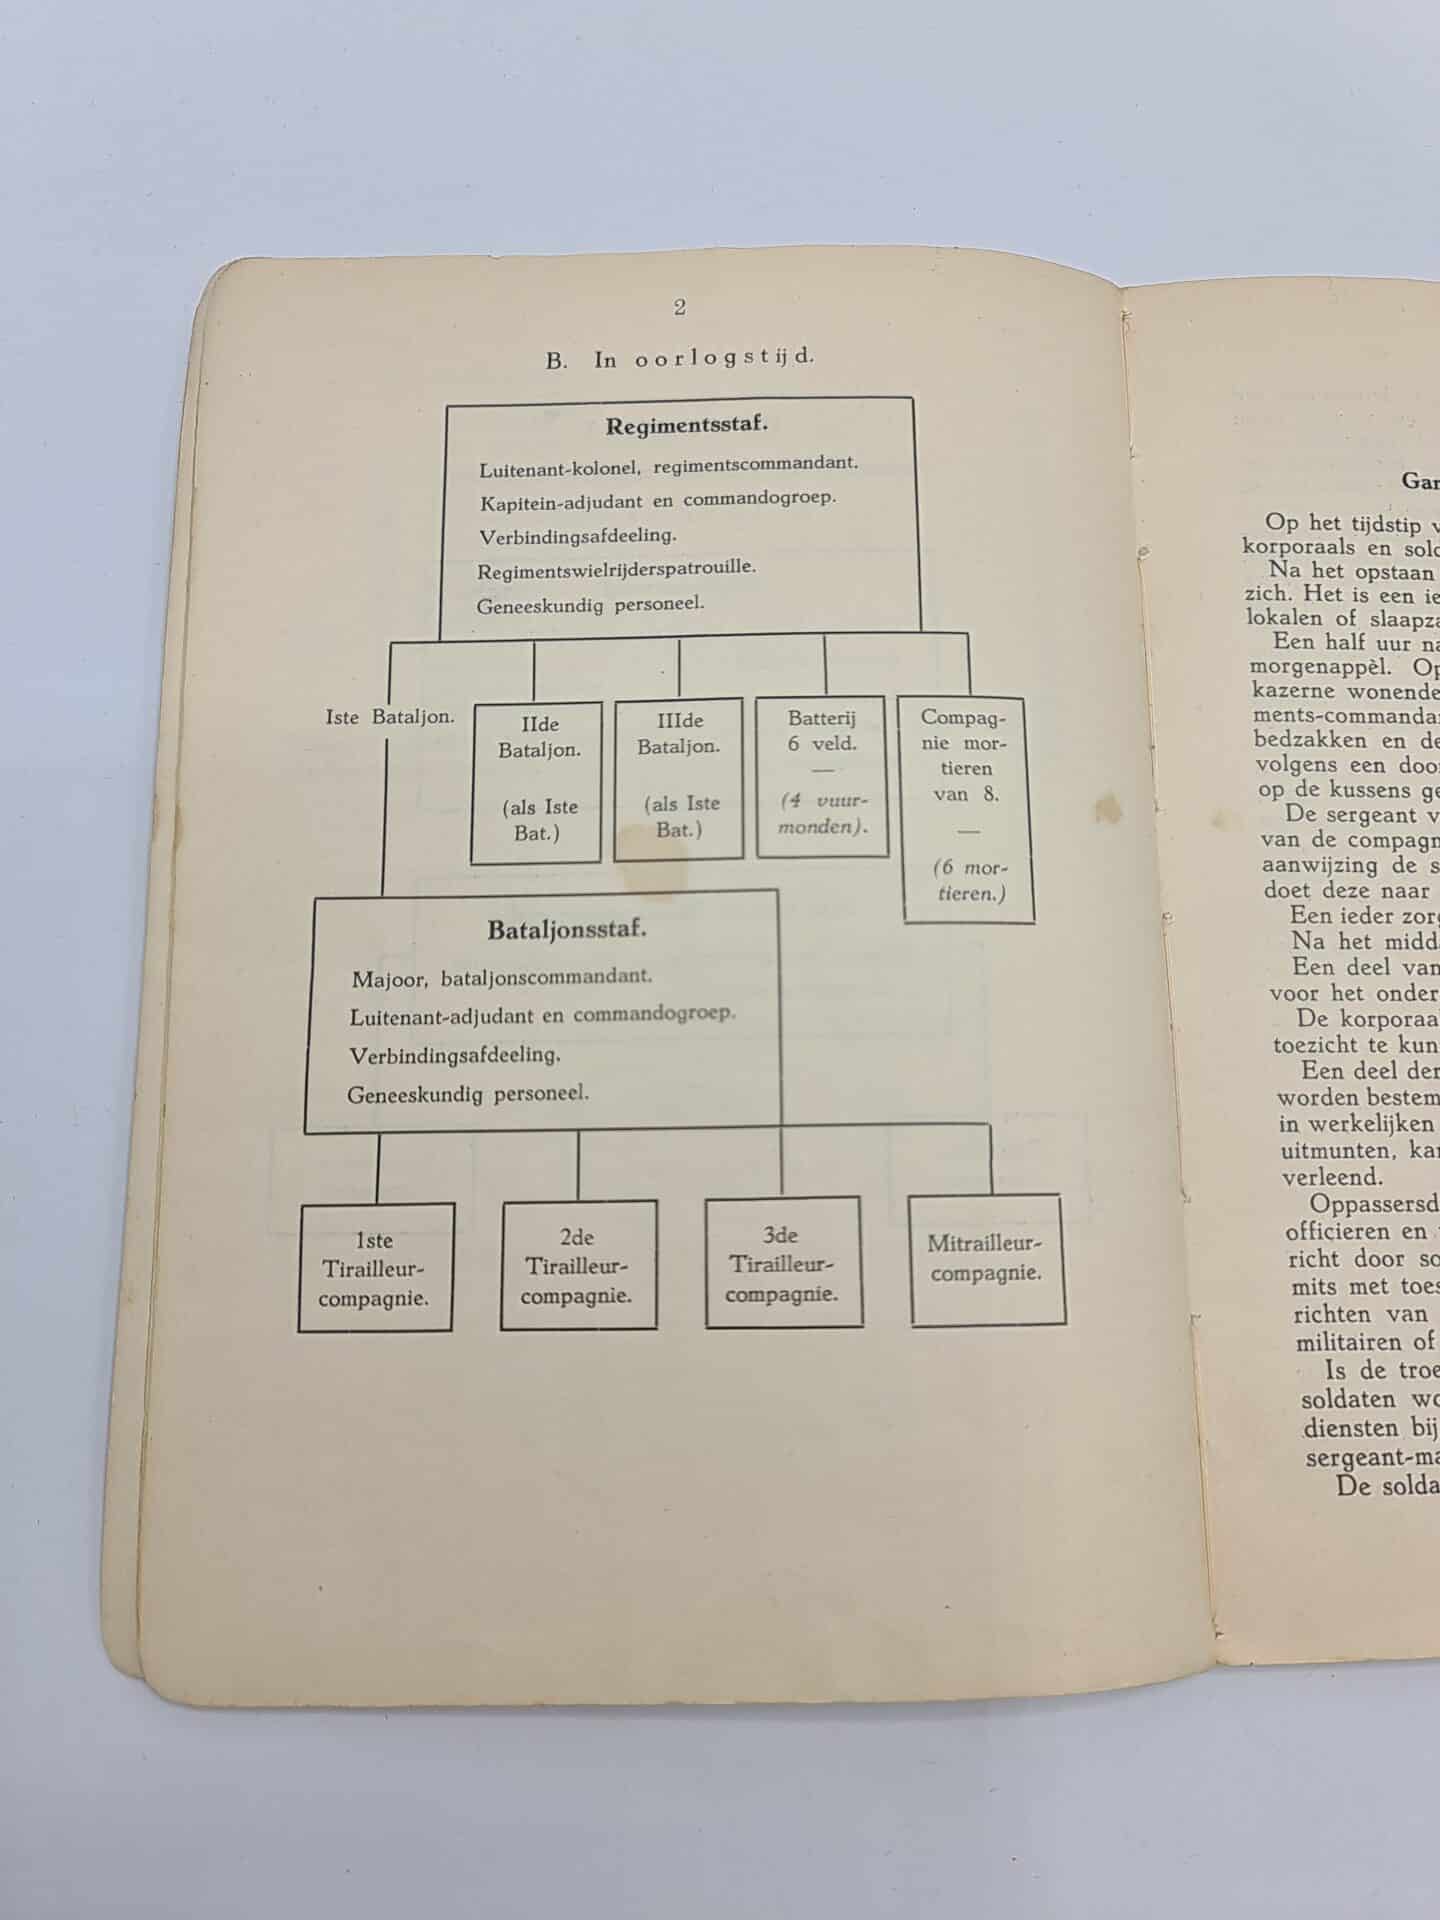 2
B. In oorlogstijd.
Regimentsstaf.
Luitenant-kolonel, regimentscommandant.
Kapitein-adjudant en commandogroep.
Verbindingsafdeeling.
Regimentswielrijderspatrouille.
Geneeskundig personeel.
Iste Bataljon.
IIde
Bataljon.
(als Iste
Bat.)
IIIde
Bataljon.
(als Iste
Bat.)
Batterij
6 veld.
—
(4 vuur-
monden).
Compag-
nie mor-
tieren
van 8.
—
(6 mor-
tieren.)
Bataljonsstaf.
Majoor, bataljonscommandant.
Luitenant-adjudant en commandogroep.
Verbindingsafdeeling.
Geneeskundig personeel.
1ste
Tirailleur-
compagnie.
2de
Tirailleur-
compagnie.
3de
Tirailleur-
compagnie.
Mitrailleur-
compagnie.
Op het tijdstip
korporaals en
Na het opstaan
zich. Het is een
lokalen of
Een half uur
morgenappèl.
kazerne
bedzakken en
volgens een
op de kussens
De sergeant
van de
aanwijzing de
doet deze naar
Een ieder
Na het
Een deel van
voor het
De
toezicht te
Een deel
worden
in werkelijken
uitmunten,
verleend.
officieren en
richt door
mits met
richten van
militairen of
Is de
soldaten
diensten
De